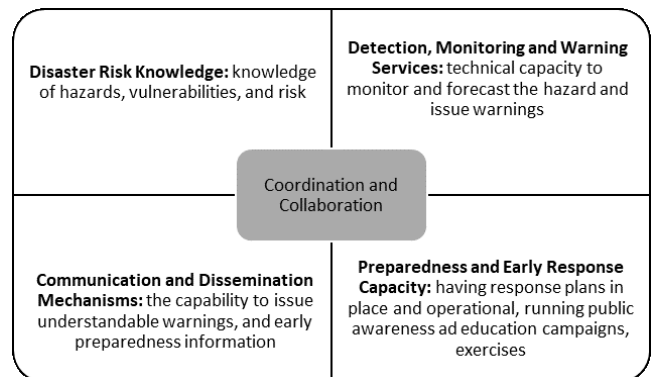 Disaster Risk Knowledge: knowledge
of hazards, vulnerabilities, and risk
Detection, Monitoring and Warning
Services: technical capacity to
monitor and forecast the hazard and
issue warnings
Coordination and
Collaboration
Communication and Dissemination
Mechanisms: the capability to issue
understandable warnings, and early
preparedness information
Preparedness and Early Response
Capacity: having response plans in
place and operational, running public
awareness ad education campaigns,
exercises